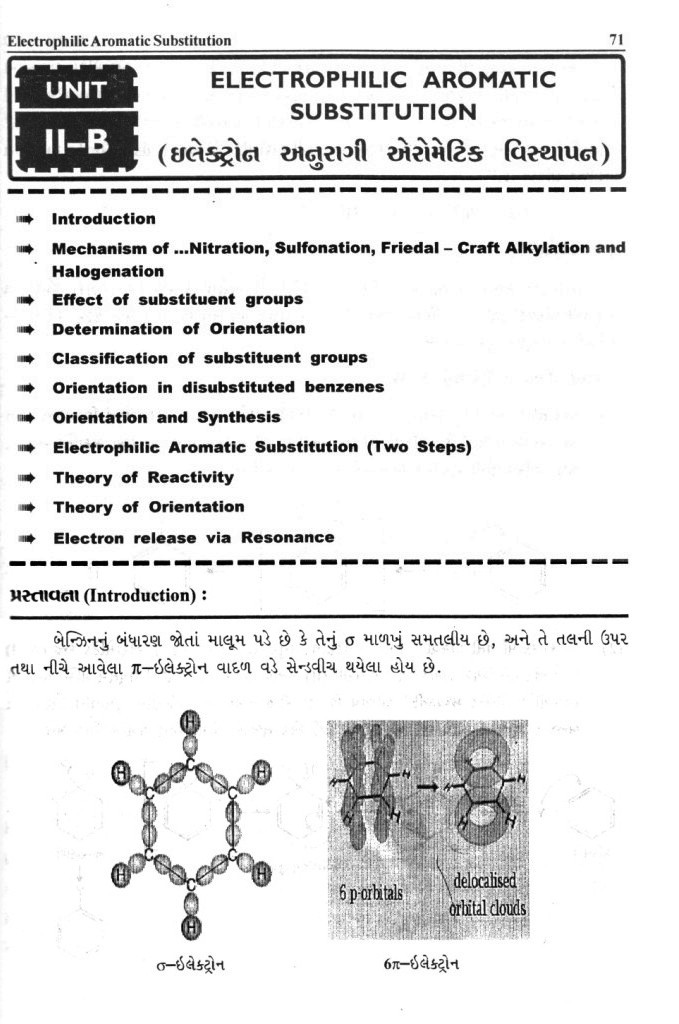 Electrophilic Aromatic Substitution 71
UNIT
II–B
ELECTROPHILIC AROMATIC
SUBSTITUTION
(ઇલેક્ટ્રોન અનુરાગી એરોમેટિક વિસ્થાપન)
Introduction
Mechanism of ...Nitration, Sulfonation, Friedal – Craft Alkylation and
Halogenation
Effect of substituent groups
Determination of Orientation
Classification of substituent groups
Orientation in disubstituted benzenes
Orientation and Synthesis
Electrophilic Aromatic Substitution (Two Steps)
Theory of Reactivity
Theory of Orientation
Electron release via Resonance
પ્રસ્તાવના (Introduction) :
બેન્ઝિનનું બંધારણ જોતાં માલૂમ પડે છે કે તેનું σ માળખું સમતલીય છે, અને તે તલની ઉપર
તથા નીચે આવેલા π–ઇલેક્ટ્રોન વાદળ વડે સેન્ડવીચ થયેલા હોય છે.
H
H C H
C C
C C
H C H
H
H H
H H
H H
H H
6 p-orbitals
delocalised
orbital clouds
σ–ઇલેક્ટ્રોન
6π–ઇલેક્ટ્રોન